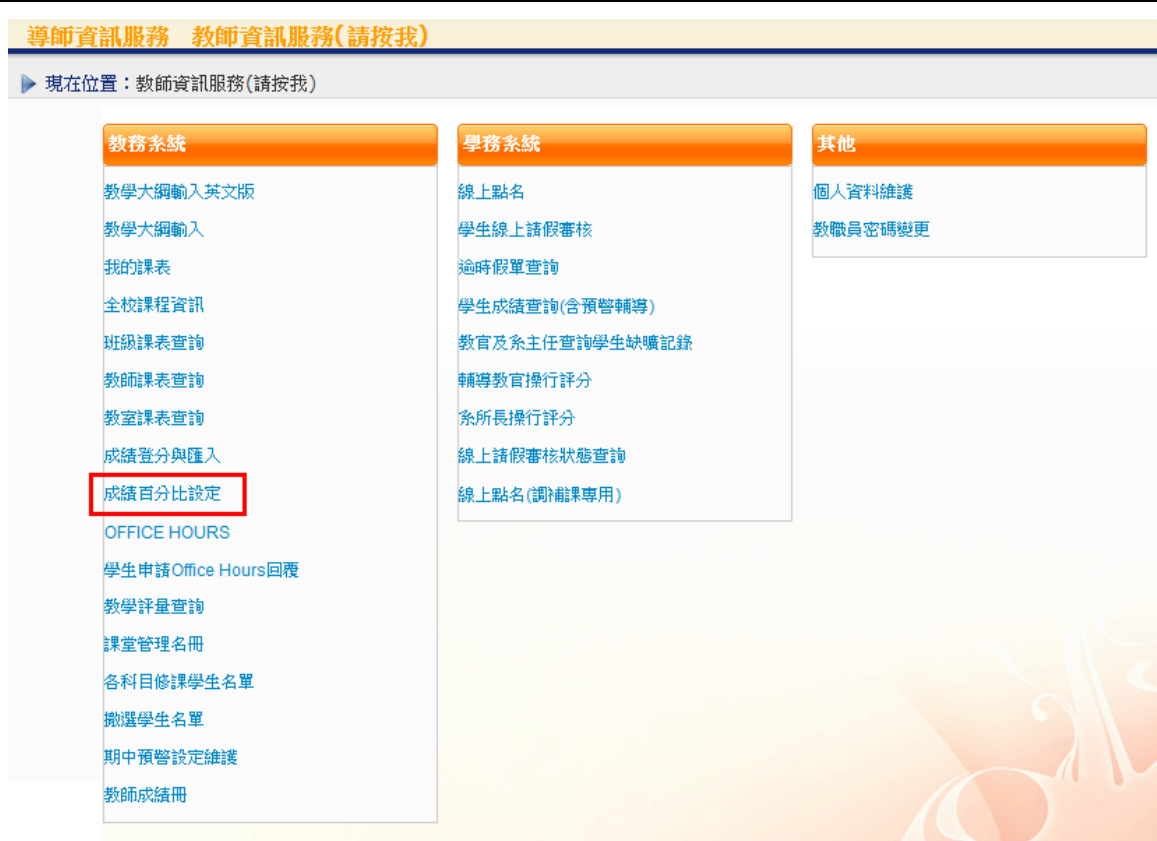 導師資訊服務 教師資訊服務(請按我)
現在位置：教師資訊服務(請按我)
教務系統
教學大綱輸入英文版
教學大綱輸入
我的課表
全校課程資訊
班級課表查詢
教師課表查詢
教室課表查詢
成績登分與匯入
成績百分比設定
OFFICE HOURS
學生申請Office Hours回覆
教學評量查詢
課堂管理名冊
各科目修課學生名單
撤選學生名單
期中預警設定維護
教師成績冊
學務系統
線上點名
學生線上請假審核
逾時假單查詢
學生成績查詢(含預警輔導)
教官及系主任查詢學生缺曠記錄
輔導教官操行評分
系所長操行評分
線上請假審核狀態查詢
線上點名(調補課專用)
其他
個人資料維護
教職員密碼變更